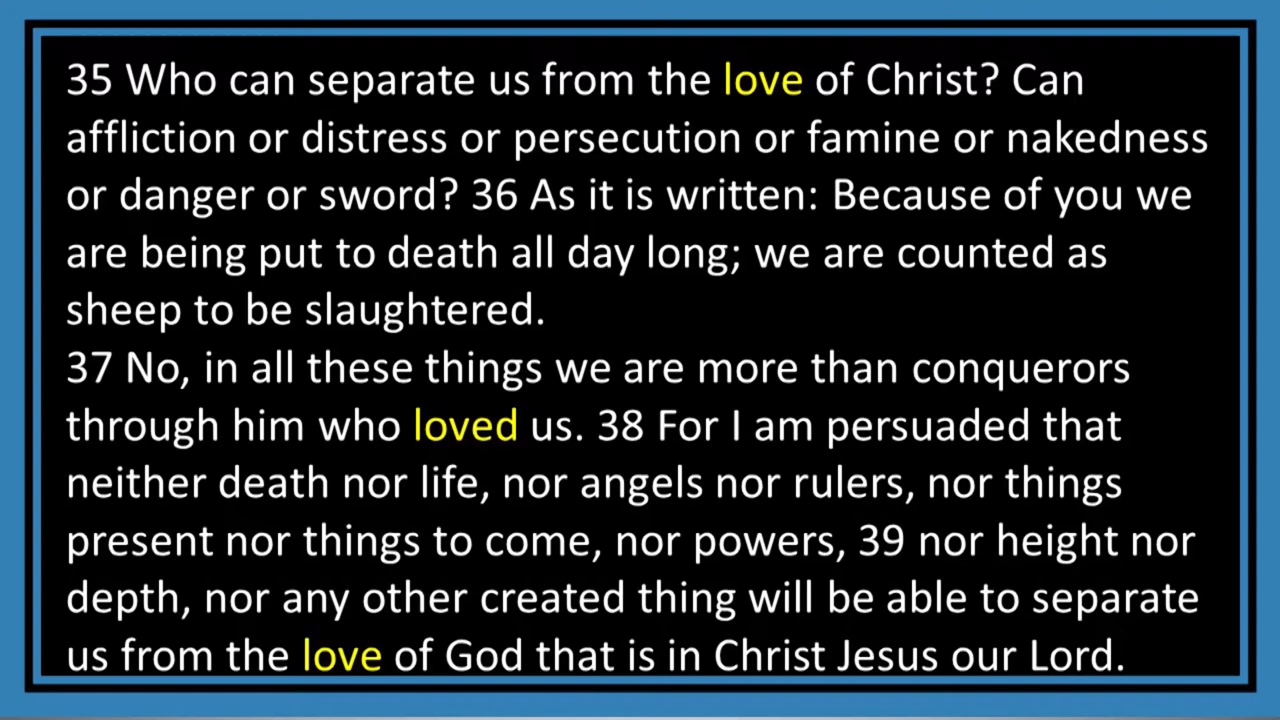 35 Who can separate us from the love of Christ? Can
affliction or distress or persecution or famine or nakedness
or danger or sword? 36 As it is written: Because of you we
are being put to death all day long; we are counted as
sheep to be slaughtered.
37 No, in all these things we are more than conquerors
through him who loved us. 38 For I am persuaded that
neither death nor life, nor angels nor rulers, nor things
present nor things to come, nor powers, 39 nor height nor
depth, nor any other created thing will be able to separate
us from the love of God that is in Christ Jesus our Lord.